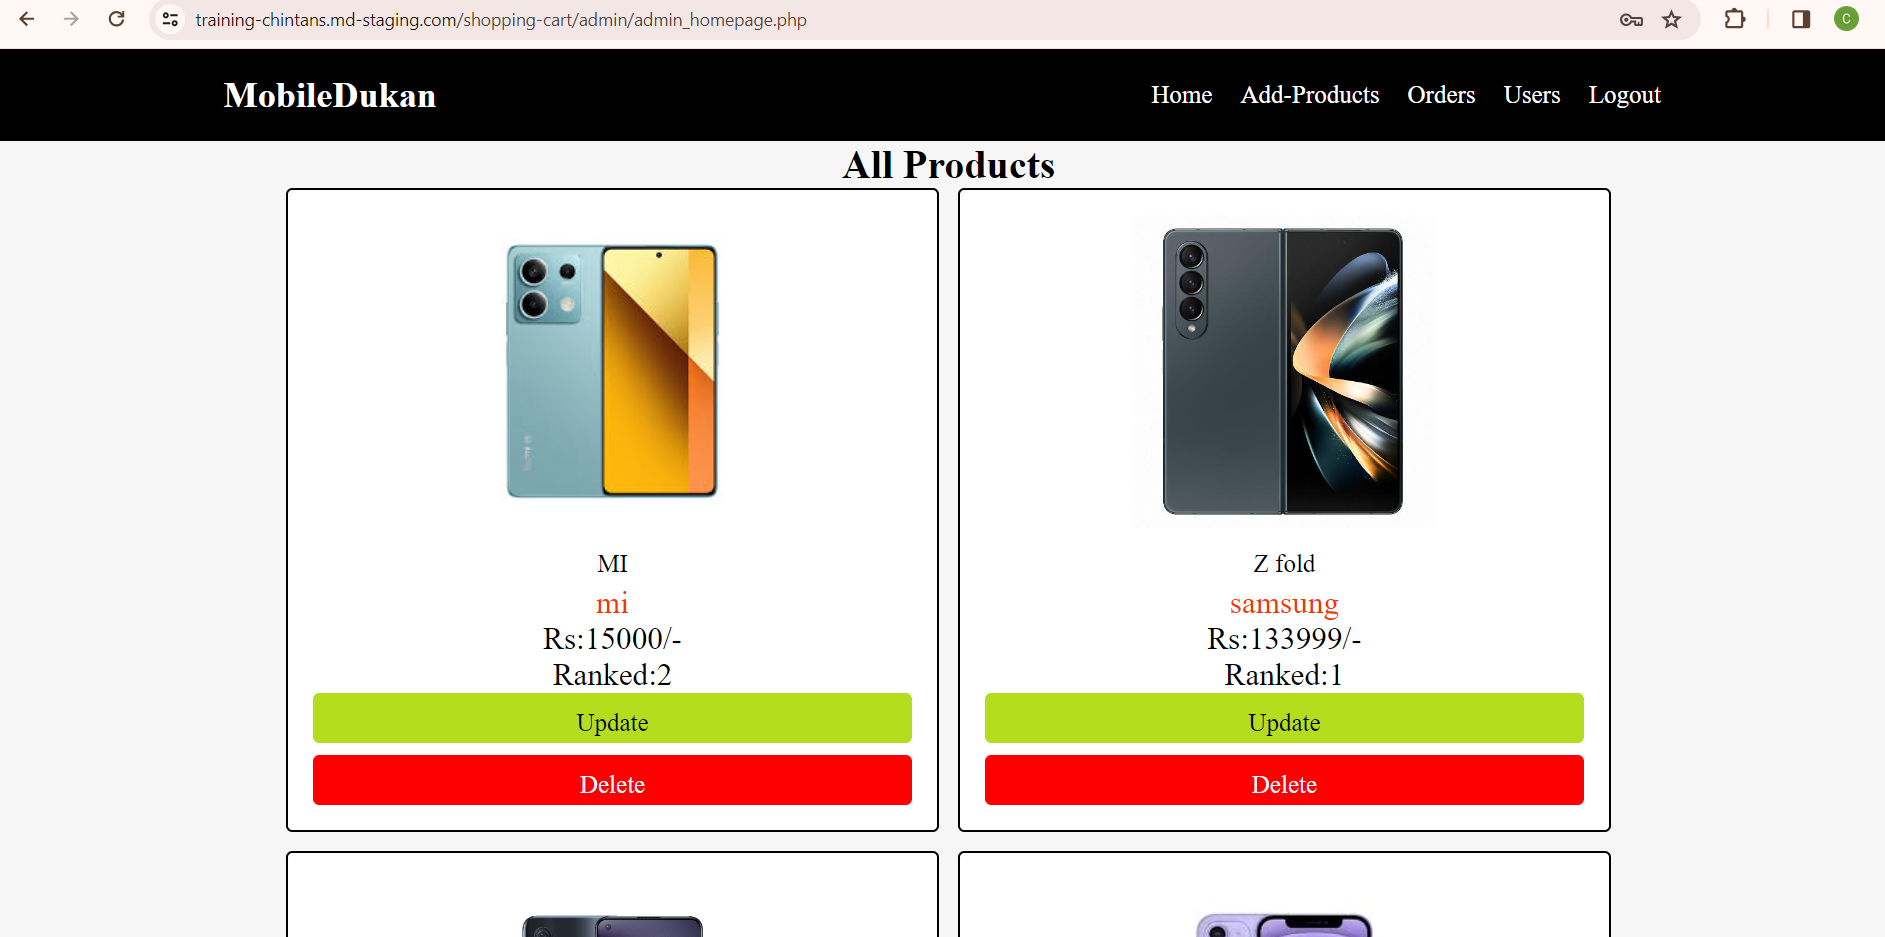 training-chintans.md-staging.com/shopping-cart/admin/admin_homepage.php
C
MobileDukan
Home Add-Products Orders Users Logout
All Products
MI
mi
Rs:15000/-
Ranked:2
Update
Delete
Z fold
samsung
Rs:133999/-
Ranked:1
Update
Delete